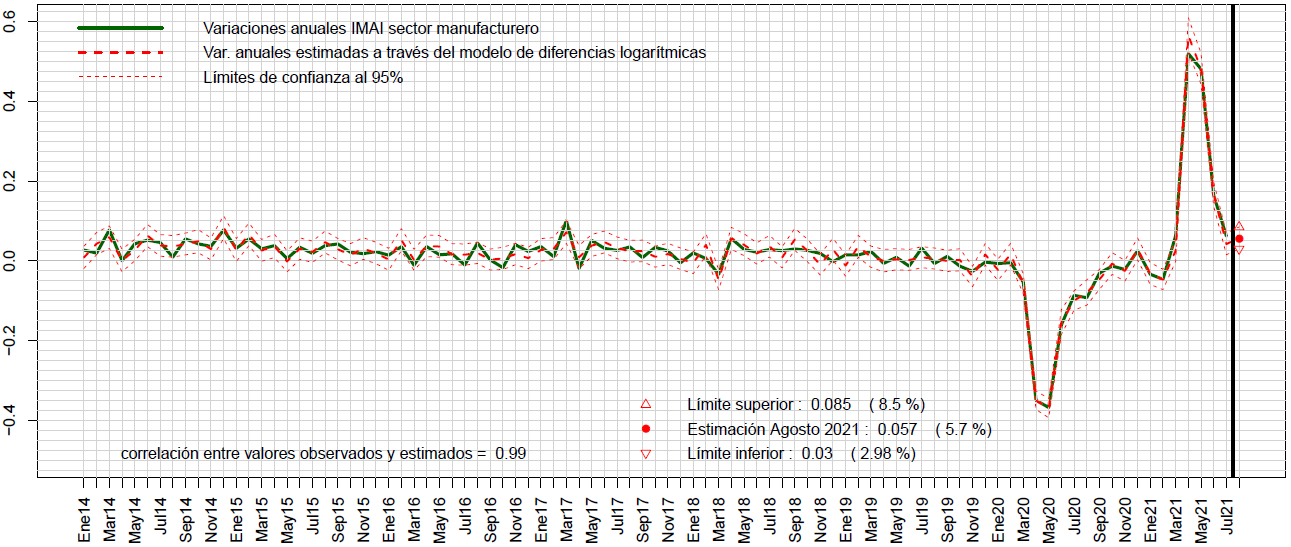 Variaciones anuales IMAI sector manufacturero
Var. anuales estimadas a través del modelo de diferencias logarítmicas
Límites de confianza al 95%
0.6
0.4
0.2
0.0
−0.2
−0.4
Límite superior : 0.085 ( 8.5 %)
Estimación Agosto 2021 : 0.057 ( 5.7 %)
Límite inferior : 0.03 ( 2.98 %)
correlación entre valores observados y estimados = 0.99
Ene14
Mar14
May14
Jul14
Sep14
Nov14
Ene15
Mar15
May15
Jul15
Sep15
Nov15
Ene16
Mar16
May16
Jul16
Sep16
Nov16
Ene17
Mar17
May17
Jul17
Sep17
Nov17
Ene18
Mar18
May18
Jul18
Sep18
Nov18
Ene19
Mar19
May19
Jul19
Sep19
Nov19
Ene20
Mar20
May20
Jul20
Sep20
Nov20
Ene21
Mar21
May21
Jul21